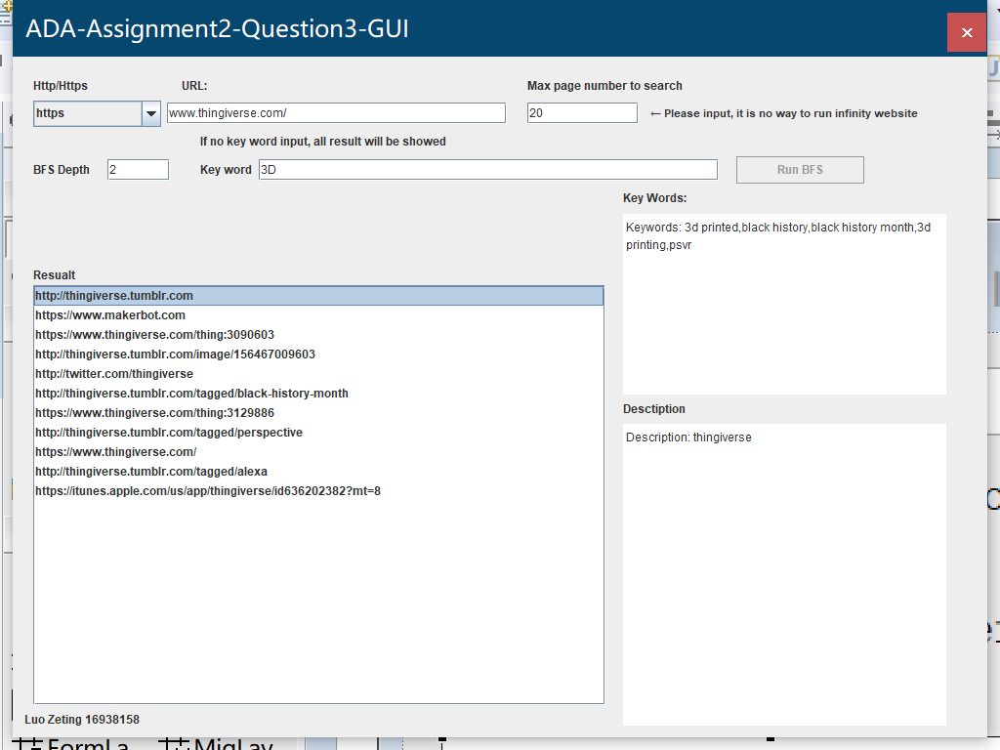 ADA-Assignment2-Question3-GUI
Http/Https URL: Max page number to search
https www.thingiverse.com/ 20 ← Please input, it is no way to run infinity website
If no key word input, all result will be showed
BFS Depth 2 Key word 3D Run BFS
Key Words:
Keywords: 3d printed,black history,black history month,3d
printing,psvr
Resualt
http://thingiverse.tumblr.com
https://www.makerbot.com
https://www.thingiverse.com/thing:3090603
http://thingiverse.tumblr.com/image/156467009603
http://twitter.com/thingiverse
http://thingiverse.tumblr.com/tagged/black-history-month
https://www.thingiverse.com/thing:3129886
http://thingiverse.tumblr.com/tagged/perspective
https://www.thingiverse.com/
http://thingiverse.tumblr.com/tagged/alexa
https://itunes.apple.com/us/app/thingiverse/id636202382?mt=8
Desctiption
Description: thingiverse
Luo Zeting 16938158
FormLa MigLay